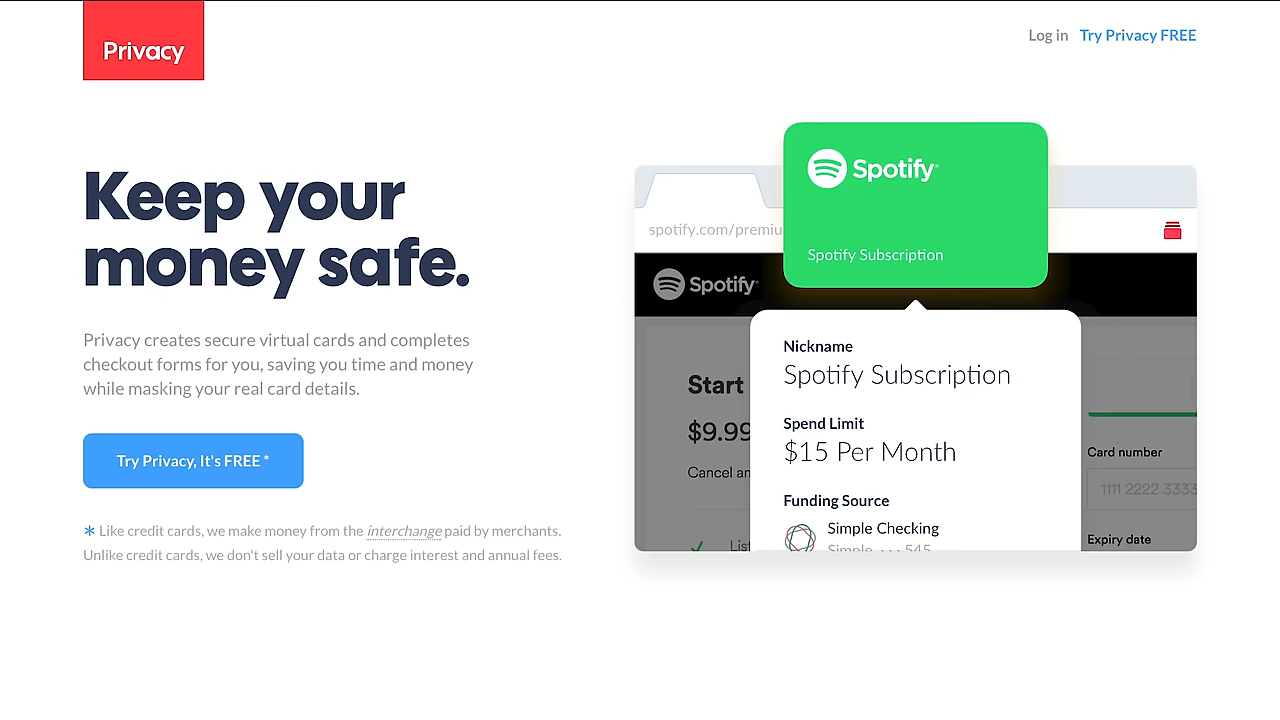 Privacy
Log in
Try Privacy FREE
Keep your
money safe.
Privacy creates secure virtual cards and completes
checkout forms for you, saving you time and money
while masking your real card details.
Try Privacy, It's FREE *
* Like credit cards, we make money from the interchange paid by merchants.
Unlike credit cards, we don't sell your data or charge interest and annual fees.
Spotify
Spotify Subscription
spotify.com/premiu
Spotify
Start
$9.99
Cancel an
List
Nickname
Spotify Subscription
Spend Limit
$15 Per Month
Funding Source
Simple Checking
Simple ... 545
Card number
1111 2222 3333
Expiry date